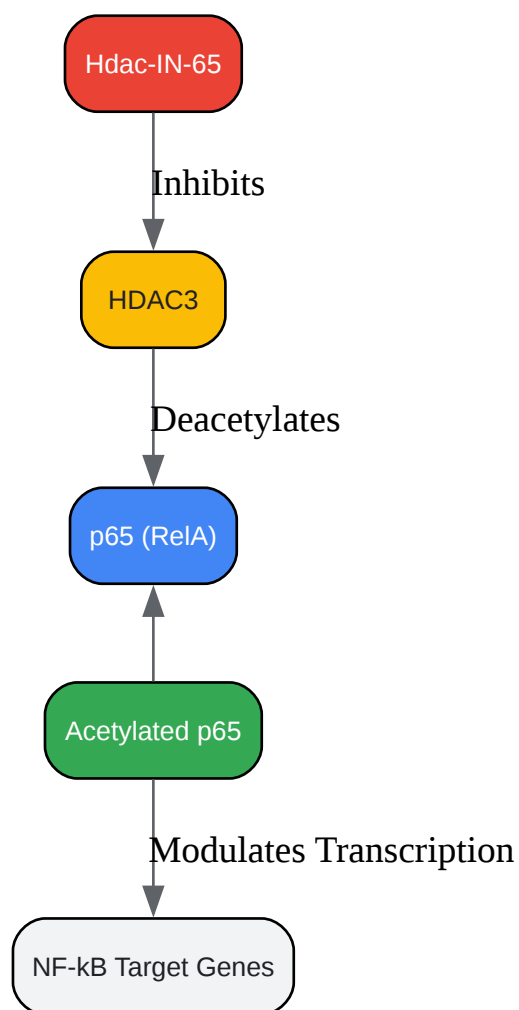 Hdac-IN-65
Inhibits
HDAC3
Deacetylates
p65 (RelA)
Acetylated p65
Modulates Transcription
NF-kB Target Genes